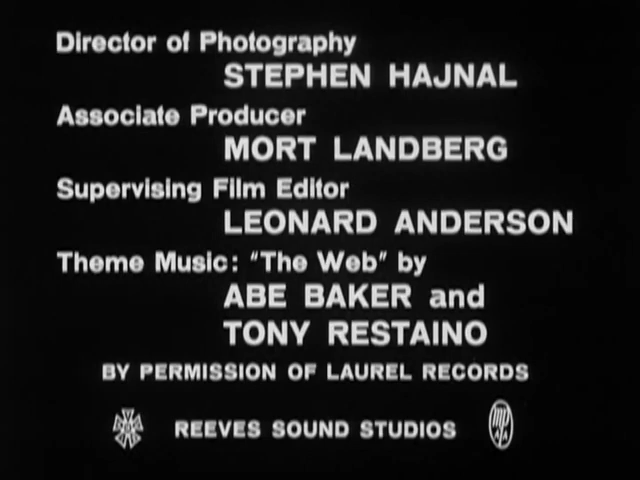 Director of Photography
STEPHEN HAJNAL
Associate Producer
MORT LANDBERG
Supervising Film Editor
LEONARD ANDERSON
Theme Music: "The Web" by
ABE BAKER and
TONY RESTAINO
BY PERMISSION OF LAUREL RECORDS
REEVES SOUND STUDIOS